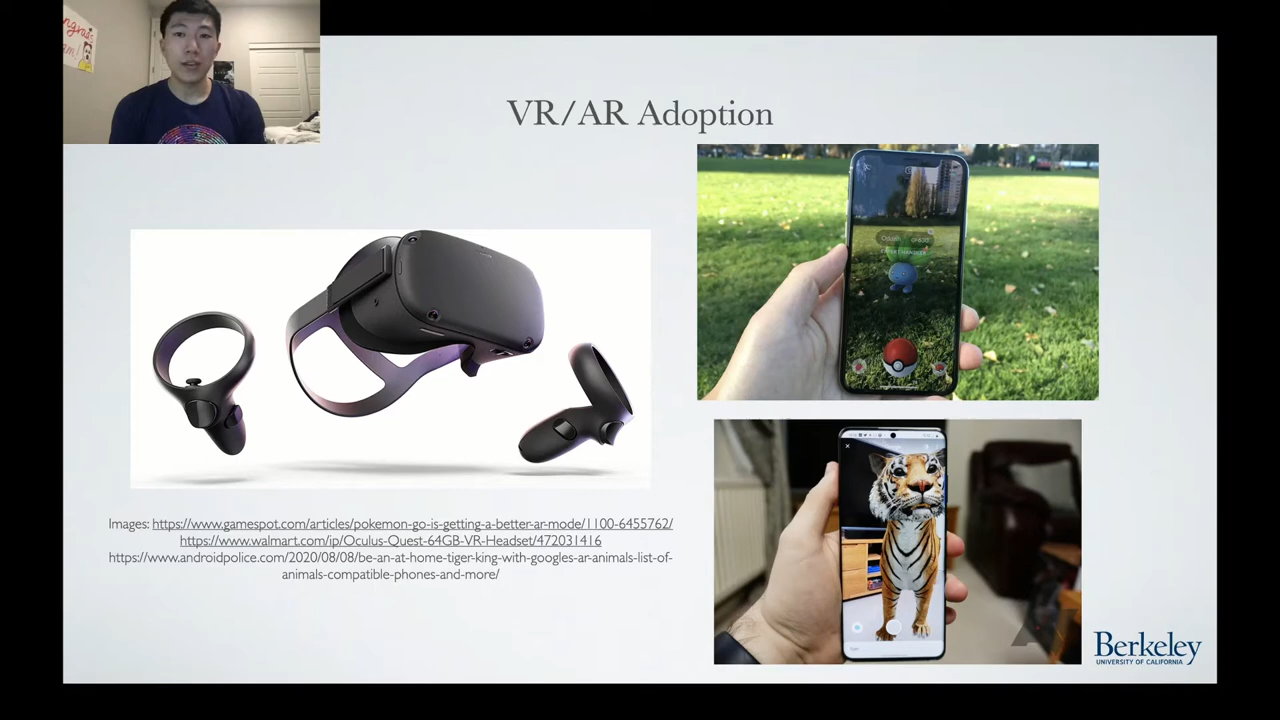 ongrads
am!
VR/AR Adoption
Oddish
Images: https://www.gamespot.com/articles/pokemon-go-is-getting-a-better-ar-mode/1100-6455762/
https://www.walmart.com/ip/Oculus-Quest-64GB-VR-Headset/472031416
https://www.androidpolice.com/2020/08/08/be-an-at-home-tiger-king-with-googles-ar-animals-list-of-
animals-compatible-phones-and-more/
Berkeley
UNIVERSITY OF CALIFORNIA